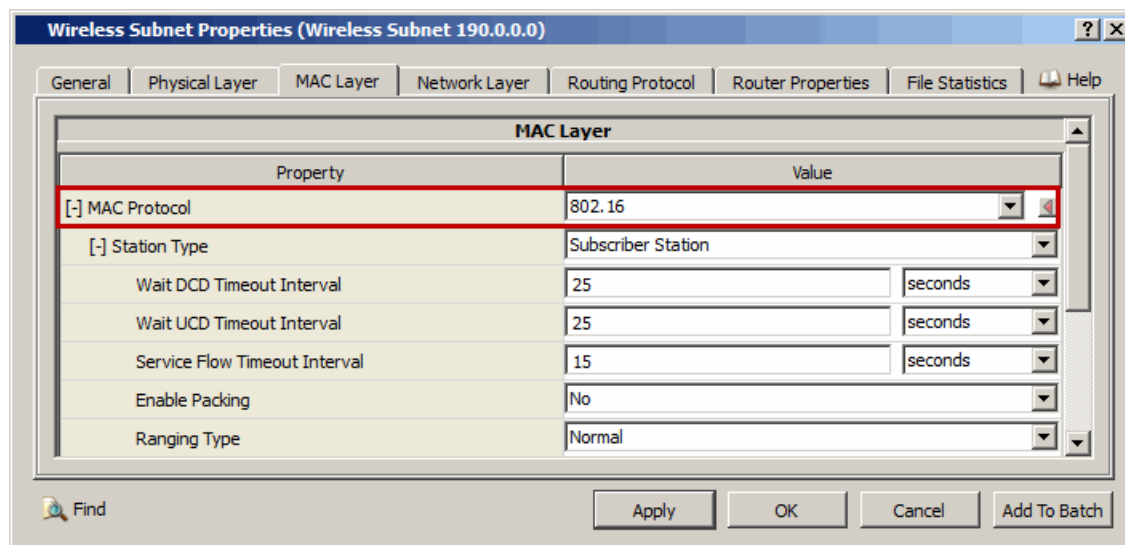 Wireless Subnet Properties (Wireless Subnet 190.0.0.0)
General Physical Layer MAC Layer Network Layer Routing Protocol Router Properties File Statistics Help
MAC Layer
Property Value
[-] MAC Protocol 802.16
[-] Station Type Subscriber Station
Wait DCD Timeout Interval 25 seconds
Wait UCD Timeout Interval 25 seconds
Service Flow Timeout Interval 15 seconds
Enable Packing No
Ranging Type Normal
Find Apply OK Cancel Add To Batch